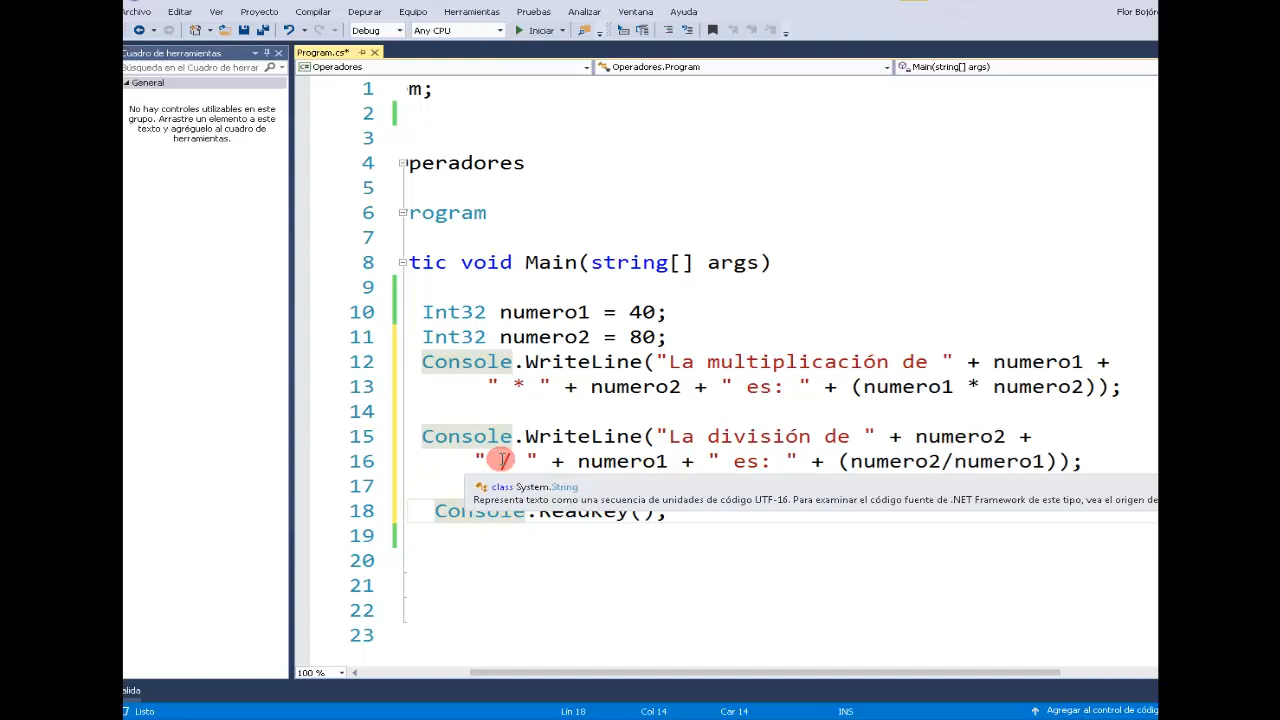 Archivo Editar Ver Proyecto Compilar Depurar Equipo Herramientas Pruebas Analizar Ventana Ayuda Flor Bojór
Debug Any CPU Iniciar
Cuadro de herramientas
Program.cs*
Búsqueda en el Cuadro de herrar
Operadores
Operadores.Program
Main(string[] args)
General
No hay controles utilizables en este
grupo. Arrastre un elemento a este
texto y agréguelo al cuadro de
herramientas.
1 m;
2
3
4 peradores
5
6 rogram
7
8 tic void Main(string[] args)
9
10 Int32 numero1 = 40;
11 Int32 numero2 = 80;
12 Console.WriteLine("La multiplicación de " + numero1 +
13 " * " + numero2 + " es: " + (numero1 * numero2));
14
15 Console.WriteLine("La división de " + numero2 +
16 " / " + numero1 + " es: " + (numero2/numero1));
17
class System.String
Representa texto como una secuencia de unidades de código UTF-16. Para examinar el código fuente de .NET Framework de este tipo, vea el origen de
18 Console.ReadKey();
19
20
21
22
23
100 %
alida
Listo Lín 18 Col 14 Car 14 INS Agregar al control de códig